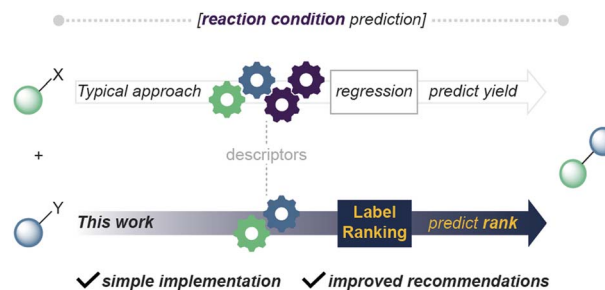 [reaction condition prediction]
X
Typical approach
regression
predict yield
+
descriptors
Y
This work
Label
Ranking
predict rank
simple implementation
improved recommendations